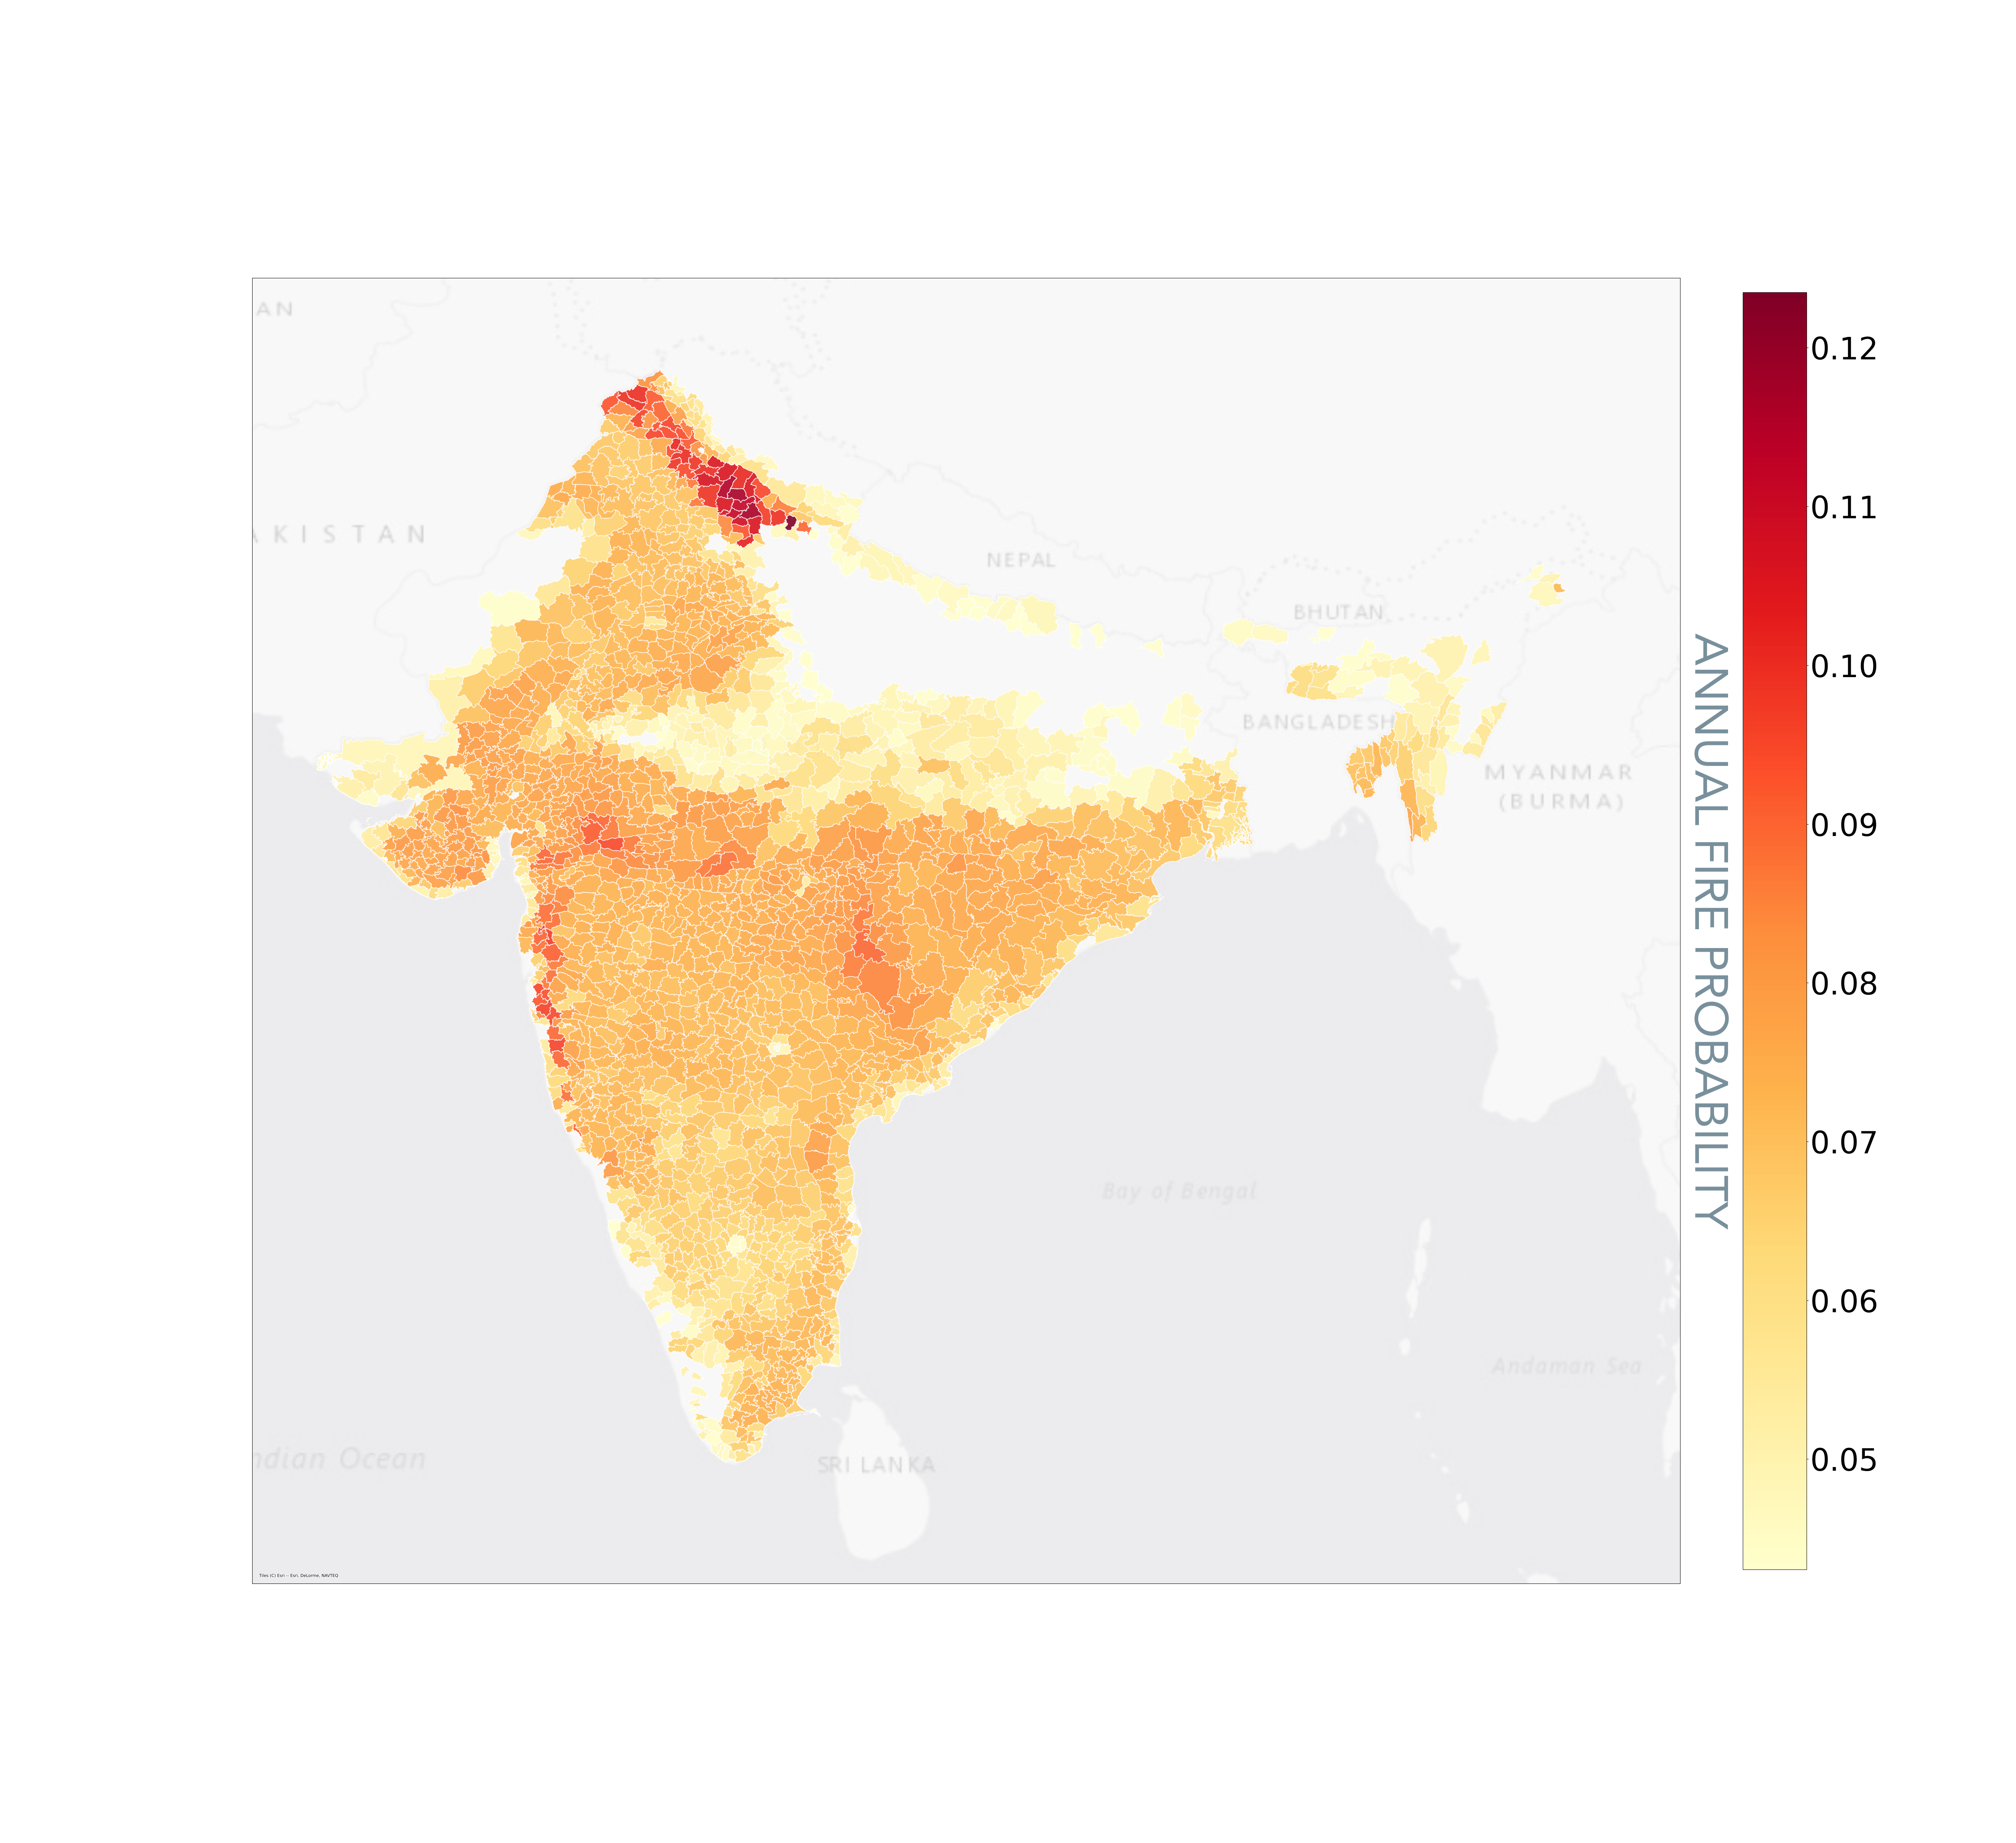 AN
AKISTAN
NEPAL
BHUTAN
BANGLADESH
MYANMAR
(BURMA)
Bay of Bengal
Andaman Sea
ndian Ocean
SRI LANKA
Tiles (C) Esri -- Esri, DeLorme, NAVTEQ
ANNUAL FIRE PROBABILITY
0.12
0.11
0.10
0.09
0.08
0.07
0.06
0.05